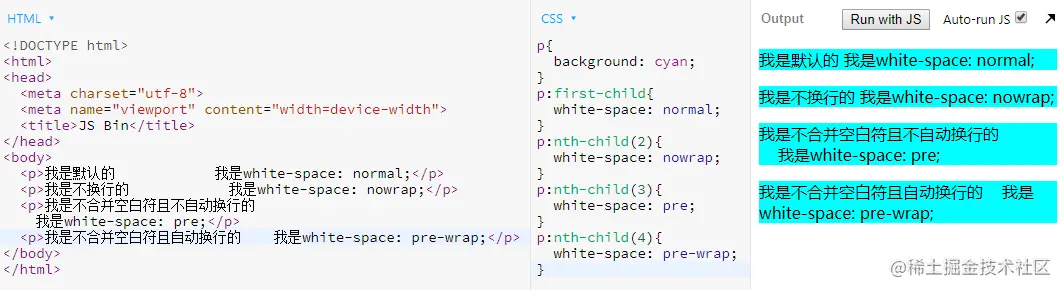 HTML
<!DOCTYPE html>
<html>
<head>
  <meta charset="utf-8">
  <meta name="viewport" content="width=device-width">
  <title>JS Bin</title>
</head>
<body>
  <p>我是默认的            我是white-space: normal;</p>
  <p>我是不换行的            我是white-space: nowrap;</p>
  <p>我是不合并空白符且不自动换行的
    我是white-space: pre;</p>
  <p>我是不合并空白符且自动换行的    我是white-space: pre-wrap;</p>
</body>
</html>
CSS
p{
  background: cyan;
}
p:first-child{
  white-space: normal;
}
p:nth-child(2){
  white-space: nowrap;
}
p:nth-child(3){
  white-space: pre;
}
p:nth-child(4){
  white-space: pre-wrap;
}
Output Run with JS Auto-run JS
我是默认的 我是white-space: normal;
我是不换行的 我是white-space: nowrap;
我是不合并空白符且不自动换行的
    我是white-space: pre;
我是不合并空白符且自动换行的    我是
white-space: pre-wrap;
@稀土掘金技术社区